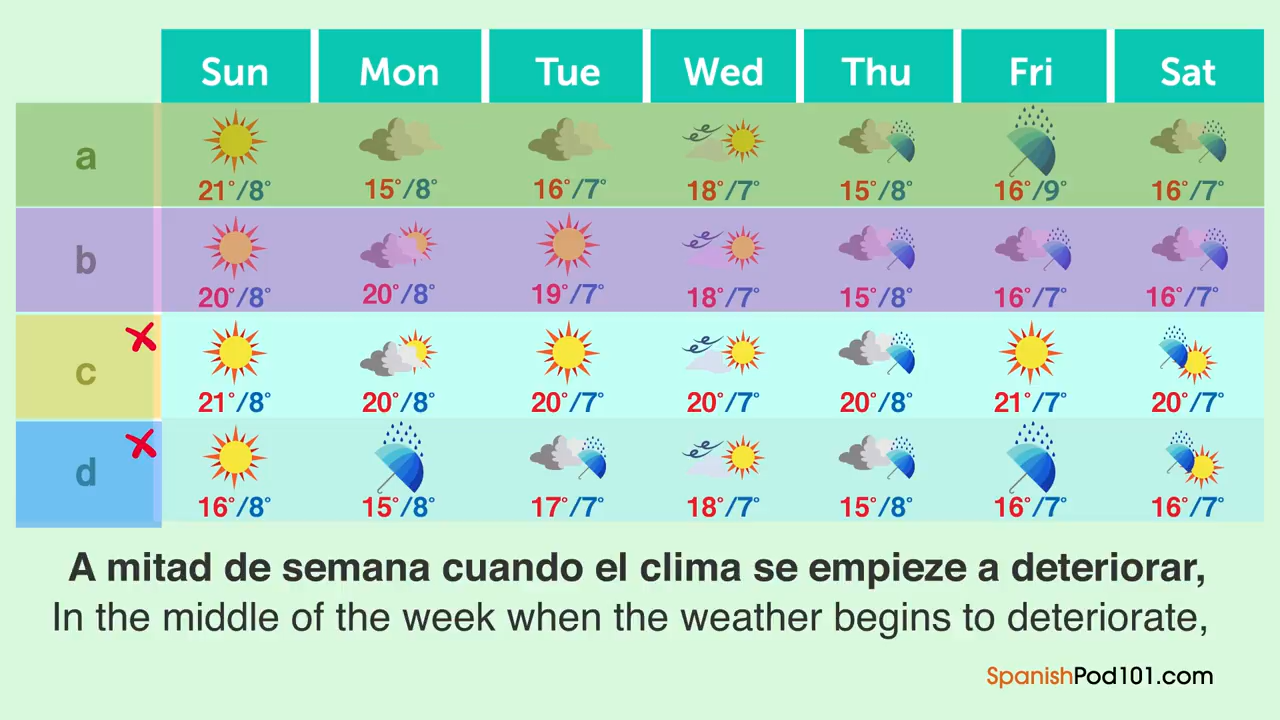 Sun Mon Tue Wed Thu Fri Sat
a
21°/8° 15°/8° 16°/7° 18°/7° 15°/8° 16°/9° 16°/7°
b
20°/8° 20°/8° 19°/7° 18°/7° 15°/8° 16°/7° 16°/7°
c
21°/8° 20°/8° 20°/7° 20°/7° 20°/8° 21°/7° 20°/7°
d
16°/8° 15°/8 17°/7° 18°/7° 15°/8° 16°/7° 16°/7°
A mitad de semana cuando el clima se empieze a deteriorar,
In the middle of the week when the weather begins to deteriorate,
SpanishPod101.com